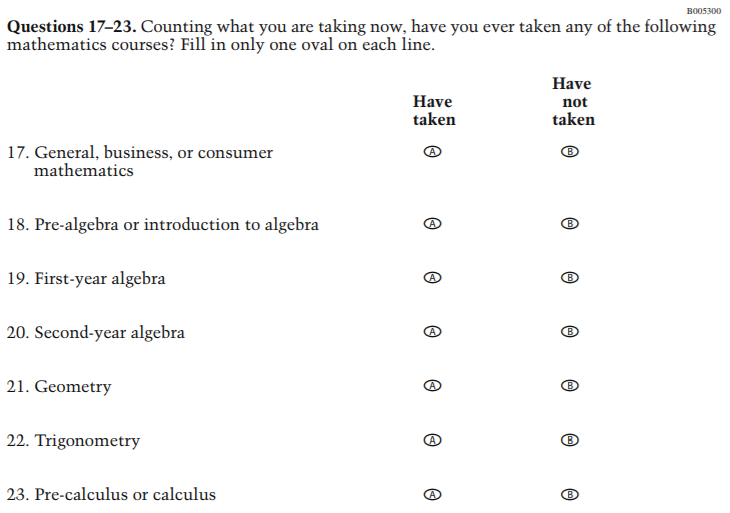 B005300
Questions 17–23. Counting what you are taking now, have you ever taken any of the following
mathematics courses? Fill in only one oval on each line.
Have
taken
Have
not
taken
17. General, business, or consumer
mathematics
A B
18. Pre-algebra or introduction to algebra A B
19. First-year algebra A B
20. Second-year algebra A B
21. Geometry A B
22. Trigonometry A B
23. Pre-calculus or calculus A B